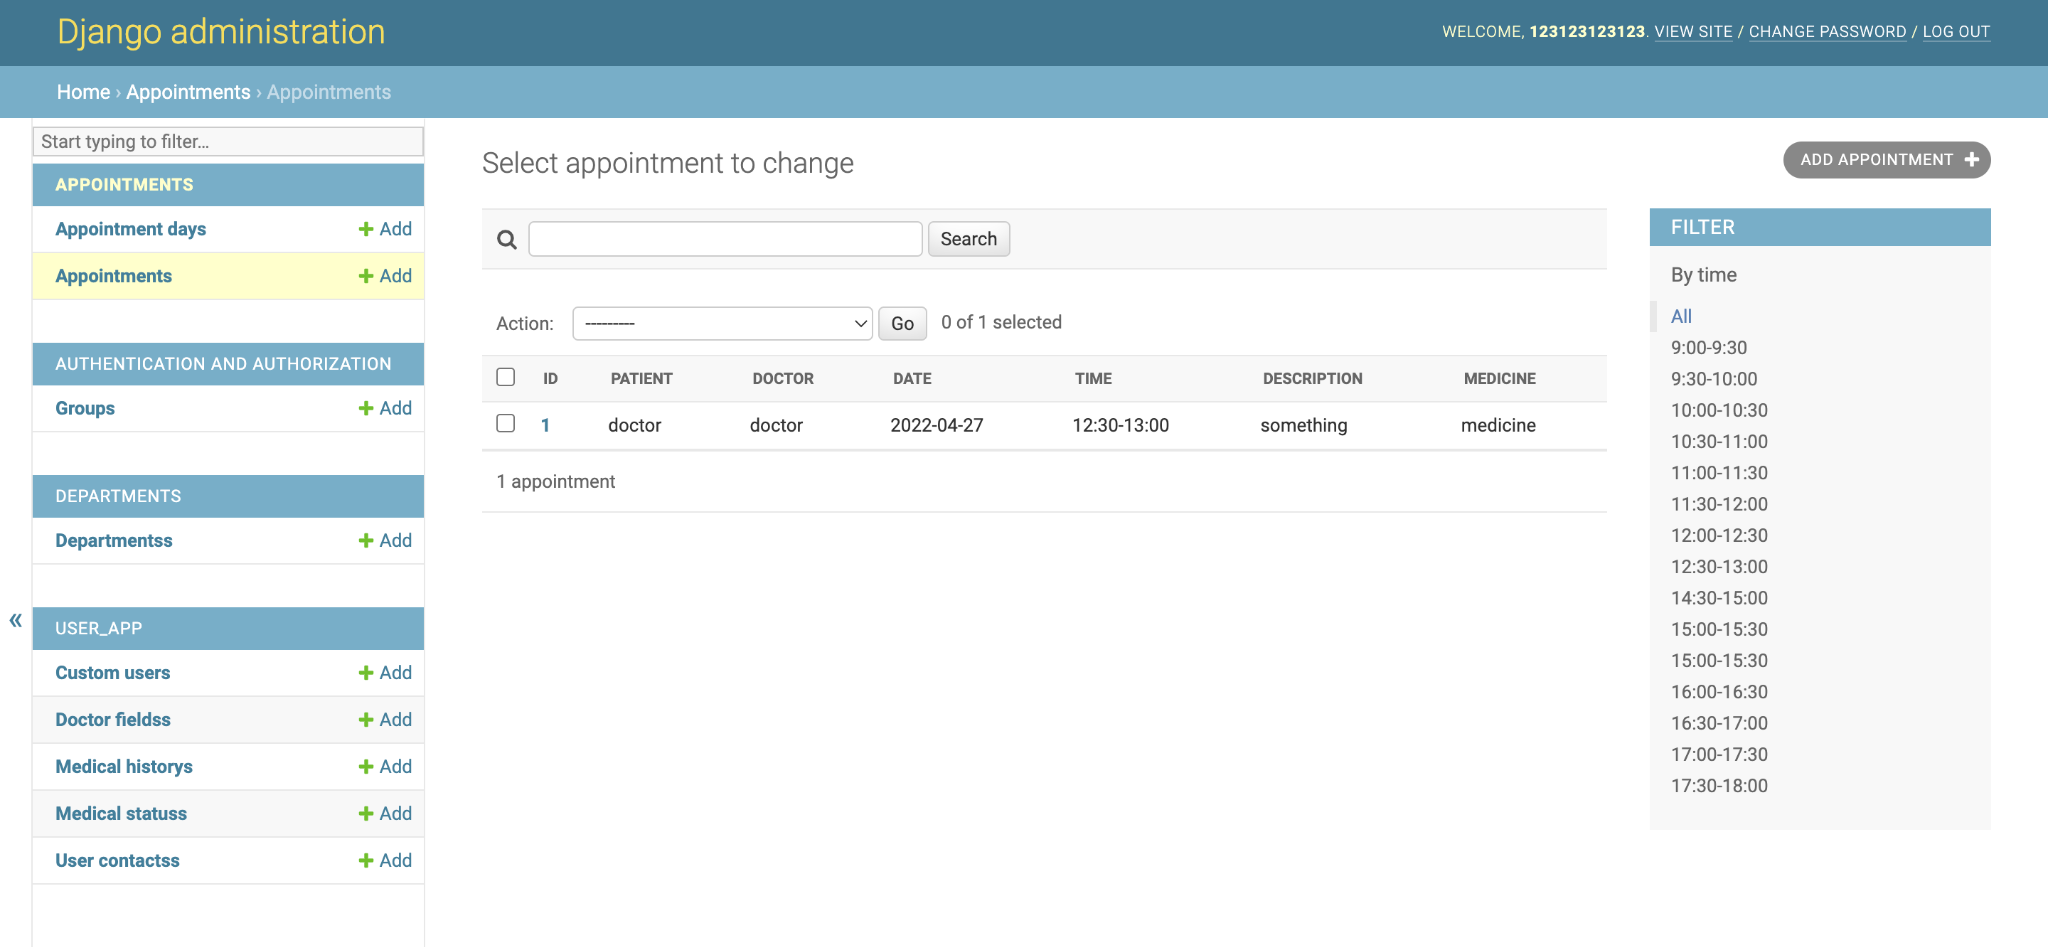 Django administration
WELCOME, 123123123123. VIEW SITE / CHANGE PASSWORD / LOG OUT
Home › Appointments › Appointments
Start typing to filter...
APPOINTMENTS
Appointment days + Add
Appointments + Add
AUTHENTICATION AND AUTHORIZATION
Groups + Add
DEPARTMENTS
Departmentss + Add
USER_APP
Custom users + Add
Doctor fieldss + Add
Medical historys + Add
Medical statuss + Add
User contactss + Add
«
Select appointment to change
ADD APPOINTMENT +
Search
Action: --------- Go 0 of 1 selected
ID PATIENT DOCTOR DATE TIME DESCRIPTION MEDICINE
1 doctor doctor 2022-04-27 12:30-13:00 something medicine
1 appointment
FILTER
By time
All
9:00-9:30
9:30-10:00
10:00-10:30
10:30-11:00
11:00-11:30
11:30-12:00
12:00-12:30
12:30-13:00
14:30-15:00
15:00-15:30
15:00-15:30
16:00-16:30
16:30-17:00
17:00-17:30
17:30-18:00